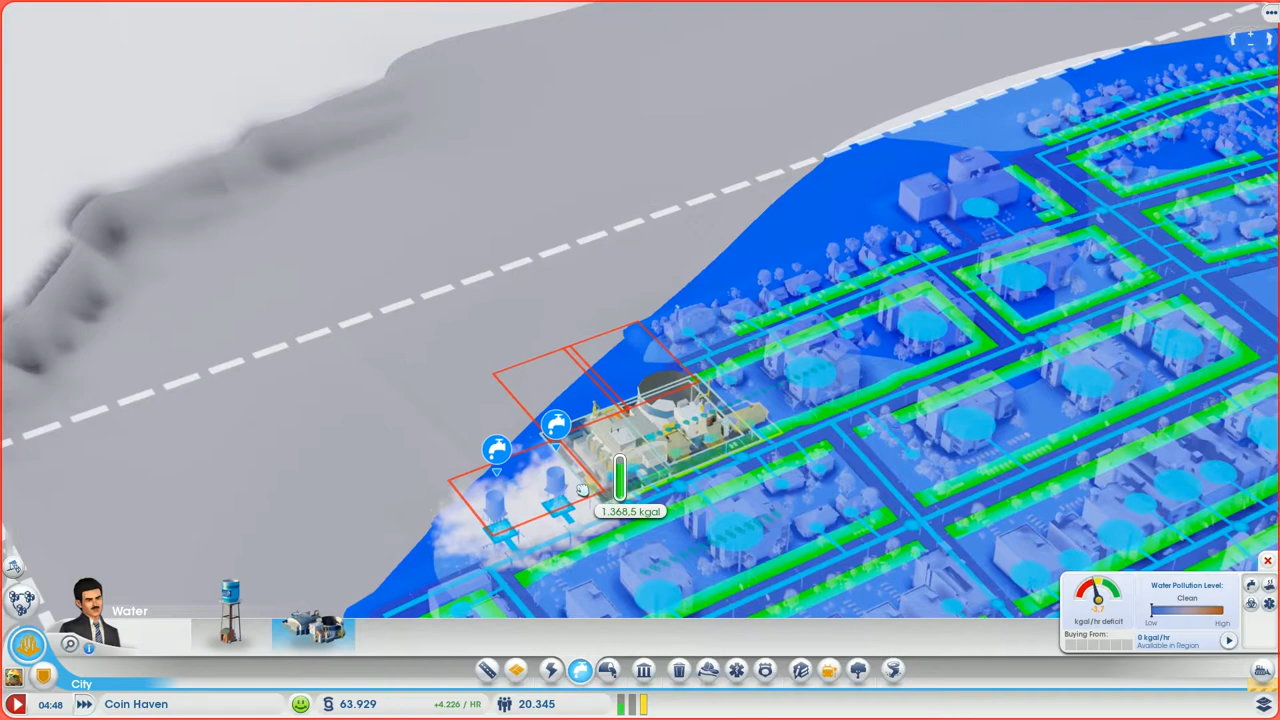 1.368,5 kgal
Water
Water Pollution Level:
Clean
Low
High
-3.7
kgal/hr deficit
Buying From:
0 kgal/hr
Available in Region
City
04:48
Coin Haven
63.929
+4.226 / HR
20.345